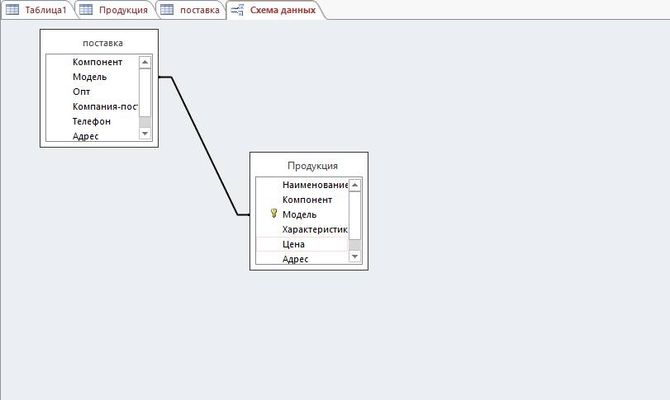 Таблица1 Продукция поставка Схема данных
поставка
Компонент
Модель
Опт
Компания-пост
Телефон
Адрес
Продукция
Наименование
Компонент
Модель
Характеристик
Цена
Адрес